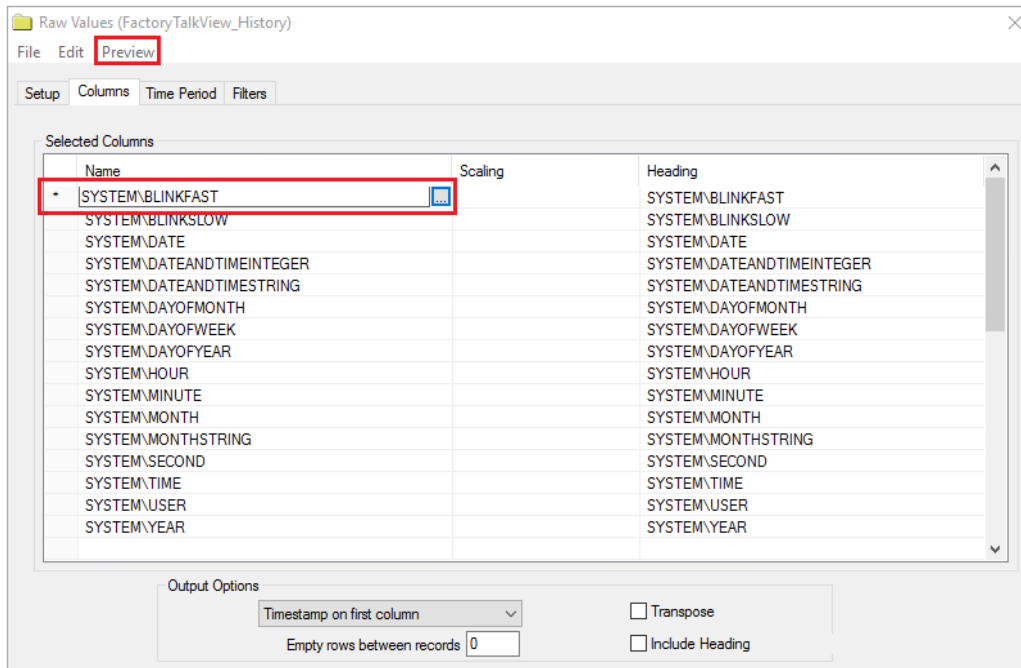 Raw Values (FactoryTalkView_History)
File Edit Preview
Setup Columns Time Period Filters
Selected Columns
Name Scaling Heading
* SYSTEM\BLINKFAST ... SYSTEM\BLINKFAST
SYSTEM\BLINKSLOW SYSTEM\BLINKSLOW
SYSTEM\DATE SYSTEM\DATE
SYSTEM\DATEANDTIMEINTEGER SYSTEM\DATEANDTIMEINTEGER
SYSTEM\DATEANDTIMESTRING SYSTEM\DATEANDTIMESTRING
SYSTEM\DAYOFMONTH SYSTEM\DAYOFMONTH
SYSTEM\DAYOFWEEK SYSTEM\DAYOFWEEK
SYSTEM\DAYOFYEAR SYSTEM\DAYOFYEAR
SYSTEM\HOUR SYSTEM\HOUR
SYSTEM\MINUTE SYSTEM\MINUTE
SYSTEM\MONTH SYSTEM\MONTH
SYSTEM\MONTHSTRING SYSTEM\MONTHSTRING
SYSTEM\SECOND SYSTEM\SECOND
SYSTEM\TIME SYSTEM\TIME
SYSTEM\USER SYSTEM\USER
SYSTEM\YEAR SYSTEM\YEAR
Output Options
Timestamp on first column Transpose
Empty rows between records 0 Include Heading